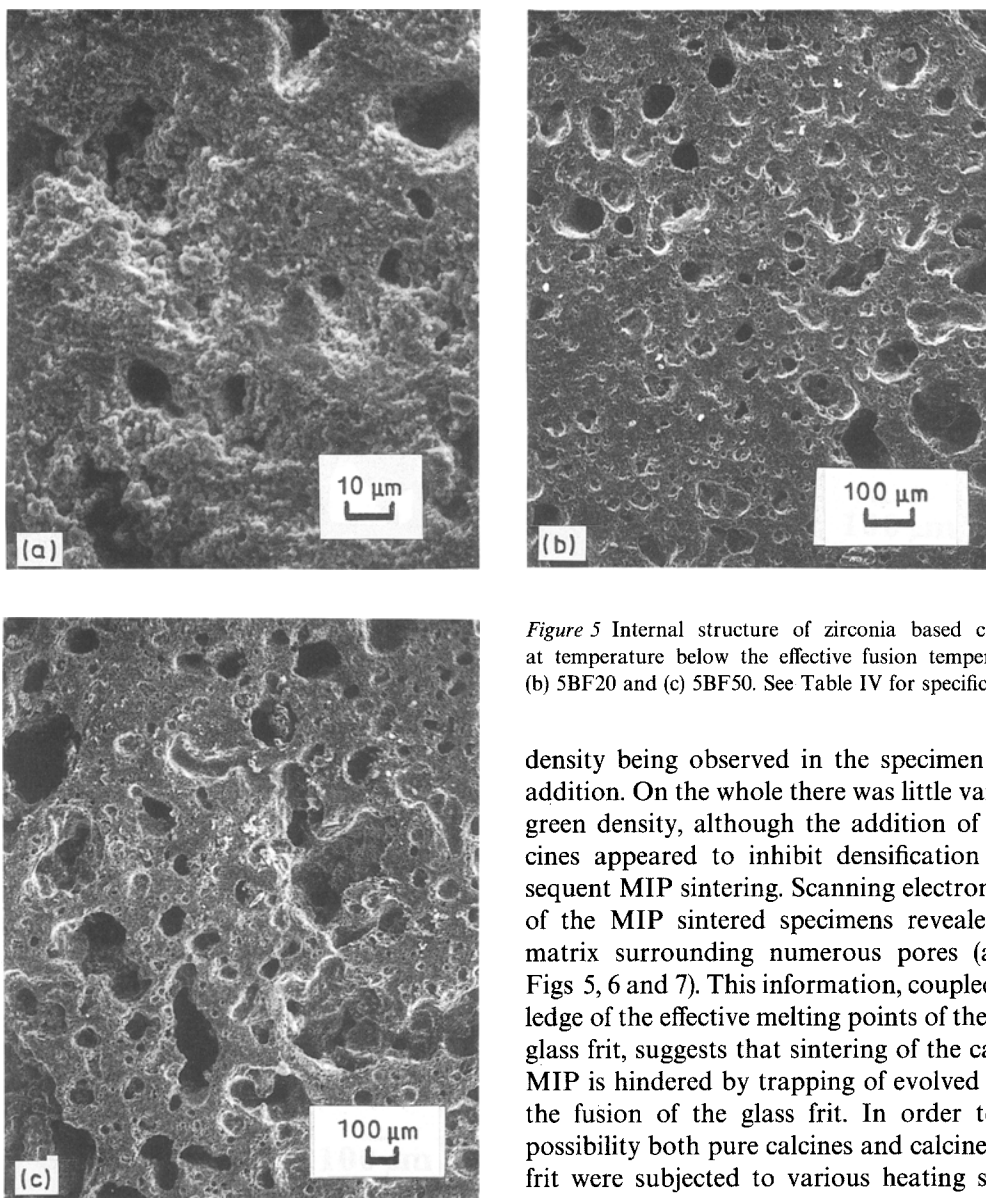 10 μm
(a)
100 μm
(b)
100 μm
(c)
Figure 5 Internal structure of zirconia based c
at temperature below the effective fusion temper
(b) 5BF20 and (c) 5BF50. See Table IV for specific
density being observed in the specimen
addition. On the whole there was little va
green density, although the addition of
cines appeared to inhibit densification
sequent MIP sintering. Scanning electron
of the MIP sintered specimens reveale
matrix surrounding numerous pores (a
Figs 5, 6 and 7). This information, coupled
ledge of the effective melting points of the
glass frit, suggests that sintering of the ca
MIP is hindered by trapping of evolved
the fusion of the glass frit. In order t
possibility both pure calcines and calcine
frit were subjected to various heating s